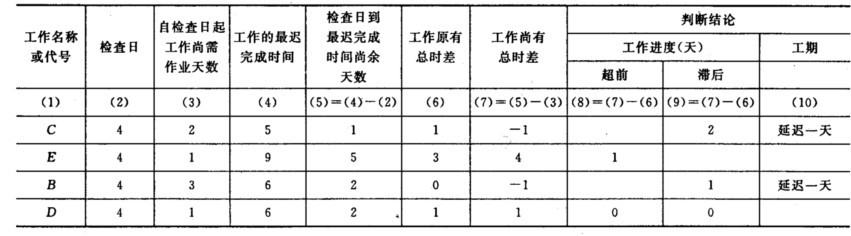 工作名称或代号 检查日 自检查日起工作尚需作业天数 工作的最迟完成时间 检查日到最迟完成时间尚余天数 工作原有总时差 工作尚有总时差 判断结论
工作进度(天) 工期
超前 滞后
(1) (2) (3) (4) (5)=(4)-(2) (6) (7)=(5)-(3) (8)=(7)-(6) (9)=(7)-(6) (10)
C 4 2 5 1 1 -1 2 延迟一天
E 4 1 9 5 3 4 1
B 4 3 6 2 0 -1 1 延迟一天
D 4 1 6 2 1 1 0 0